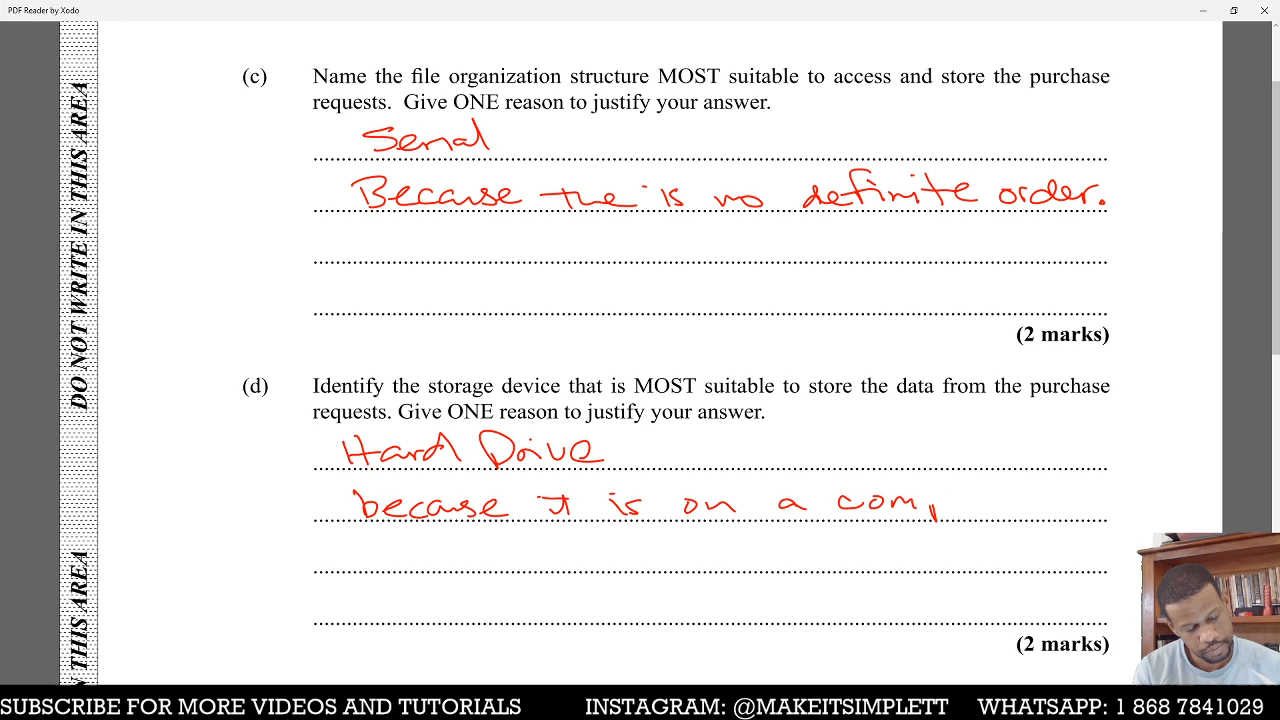 PDF Reader by Xodo
DO NOT WRITE IN THIS AREA
THIS AREA
(c) Name the file organization structure MOST suitable to access and store the purchase
requests. Give ONE reason to justify your answer.
Serial
Because the is no definite order.
(2 marks)
(d) Identify the storage device that is MOST suitable to store the data from the purchase
requests. Give ONE reason to justify your answer.
Hard Drive
because it is on a com
(2 marks)
SUBSCRIBE FOR MORE VIDEOS AND TUTORIALS INSTAGRAM: @MAKEITSIMPLETT WHATSAPP: 1 868 7841029